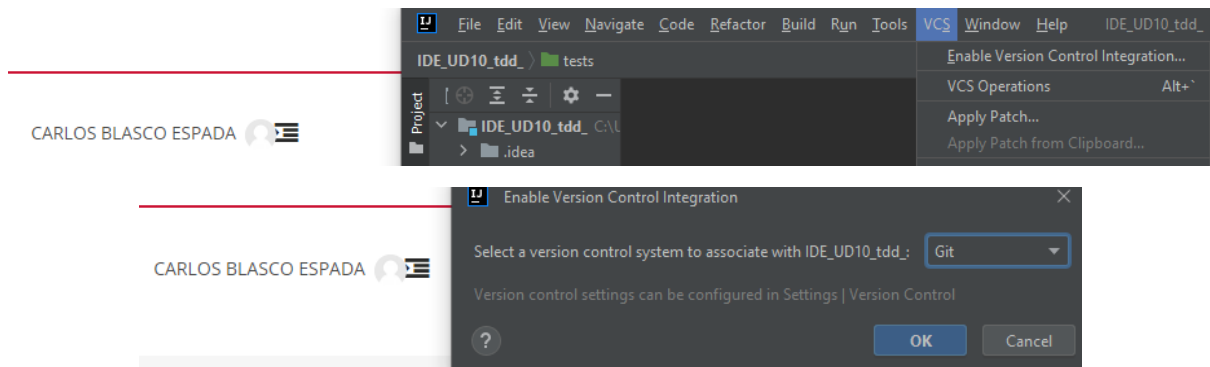 IJ File Edit View Navigate Code Refactor Build Run Tools VCS Window Help IDE_UD10_tdd_
IDE_UD10_tdd_ tests
Enable Version Control Integration...
VCS Operations Alt+`
Project
Apply Patch...
CARLOS BLASCO ESPADA
IDE_UD10_tdd_ C:\U
Apply Patch from Clipboard...
.idea
IJ Enable Version Control Integration
Select a version control system to associate with IDE_UD10_tdd_: Git
CARLOS BLASCO ESPADA
Version control settings can be configured in Settings | Version Control
? OK Cancel